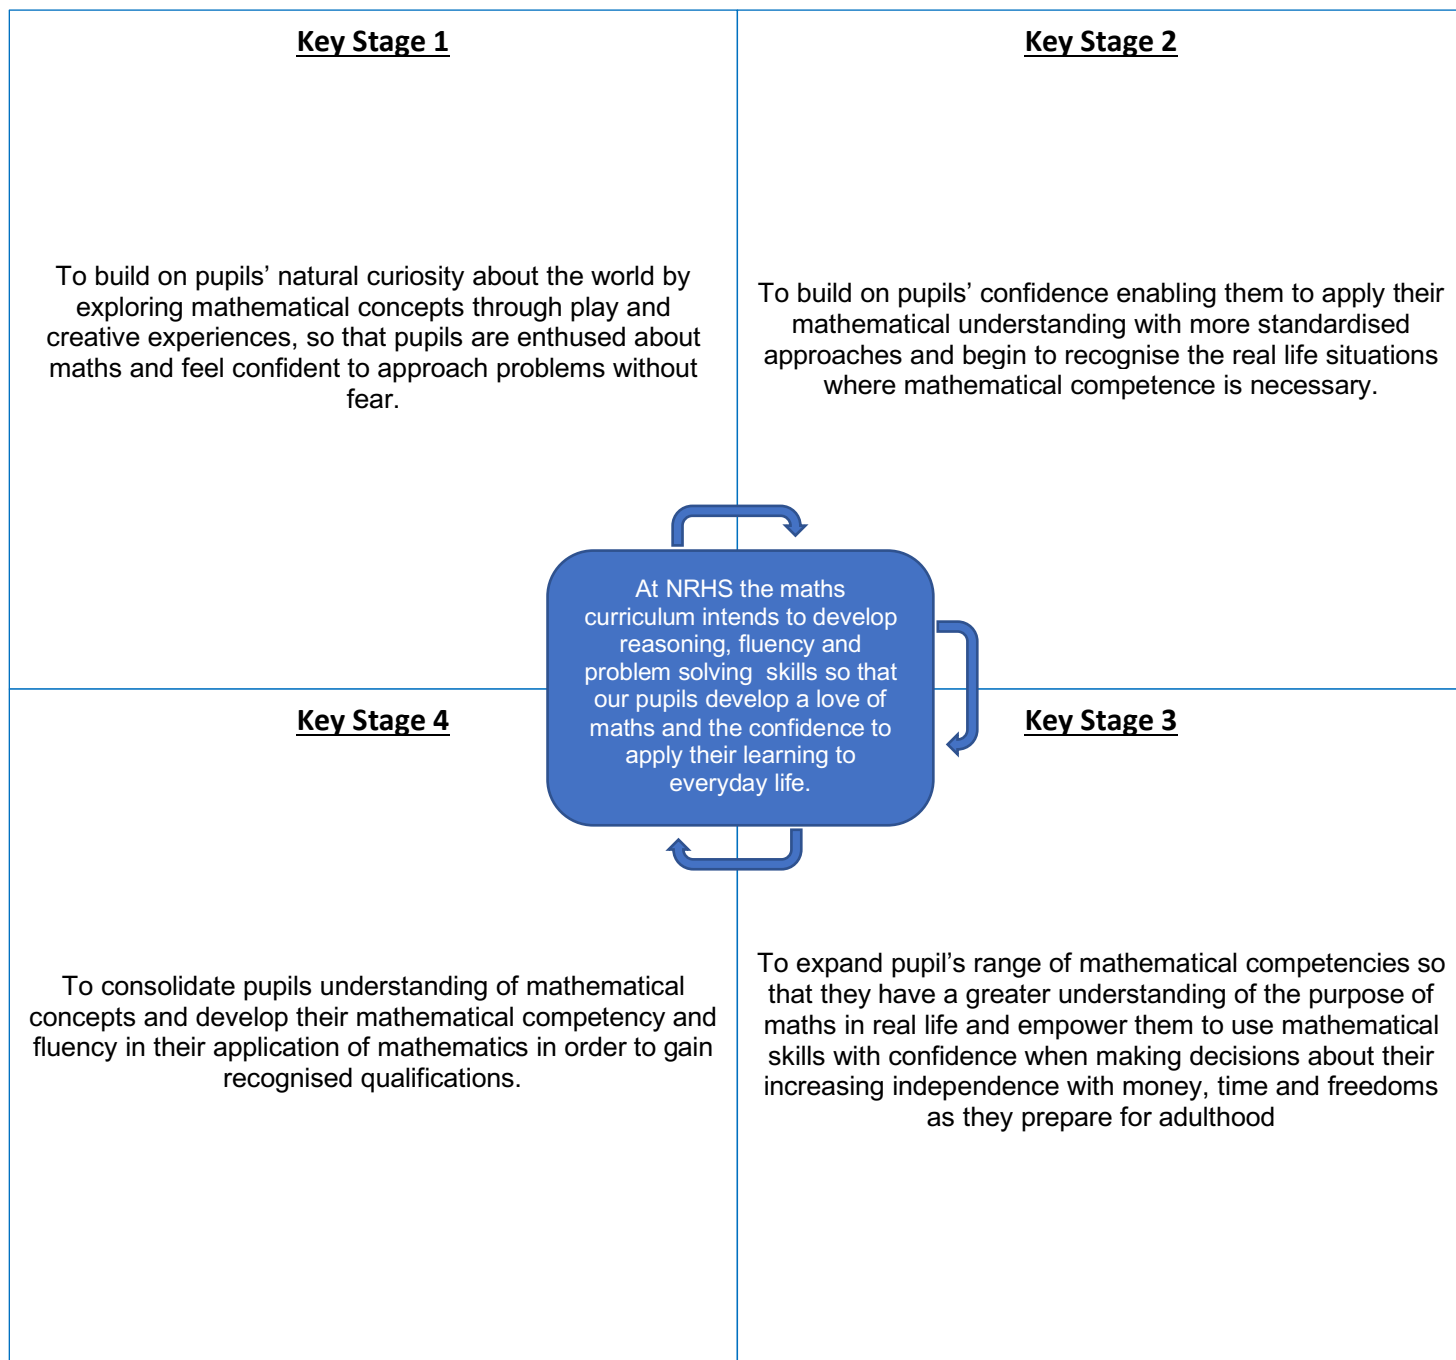 Key Stage 1
To build on pupils’ natural curiosity about the world by
exploring mathematical concepts through play and
creative experiences, so that pupils are enthused about
maths and feel confident to approach problems without
fear.
Key Stage 2
To build on pupils’ confidence enabling them to apply their
mathematical understanding with more standardised
approaches and begin to recognise the real life situations
where mathematical competence is necessary.
At NRHS the maths
curriculum intends to develop
reasoning, fluency and
problem solving  skills so that
our pupils develop a love of
maths and the confidence to
apply their learning to
everyday life.
Key Stage 4
To consolidate pupils understanding of mathematical
concepts and develop their mathematical competency and
fluency in their application of mathematics in order to gain
recognised qualifications.
Key Stage 3
To expand pupil’s range of mathematical competencies so
that they have a greater understanding of the purpose of
maths in real life and empower them to use mathematical
skills with confidence when making decisions about their
increasing independence with money, time and freedoms
as they prepare for adulthood